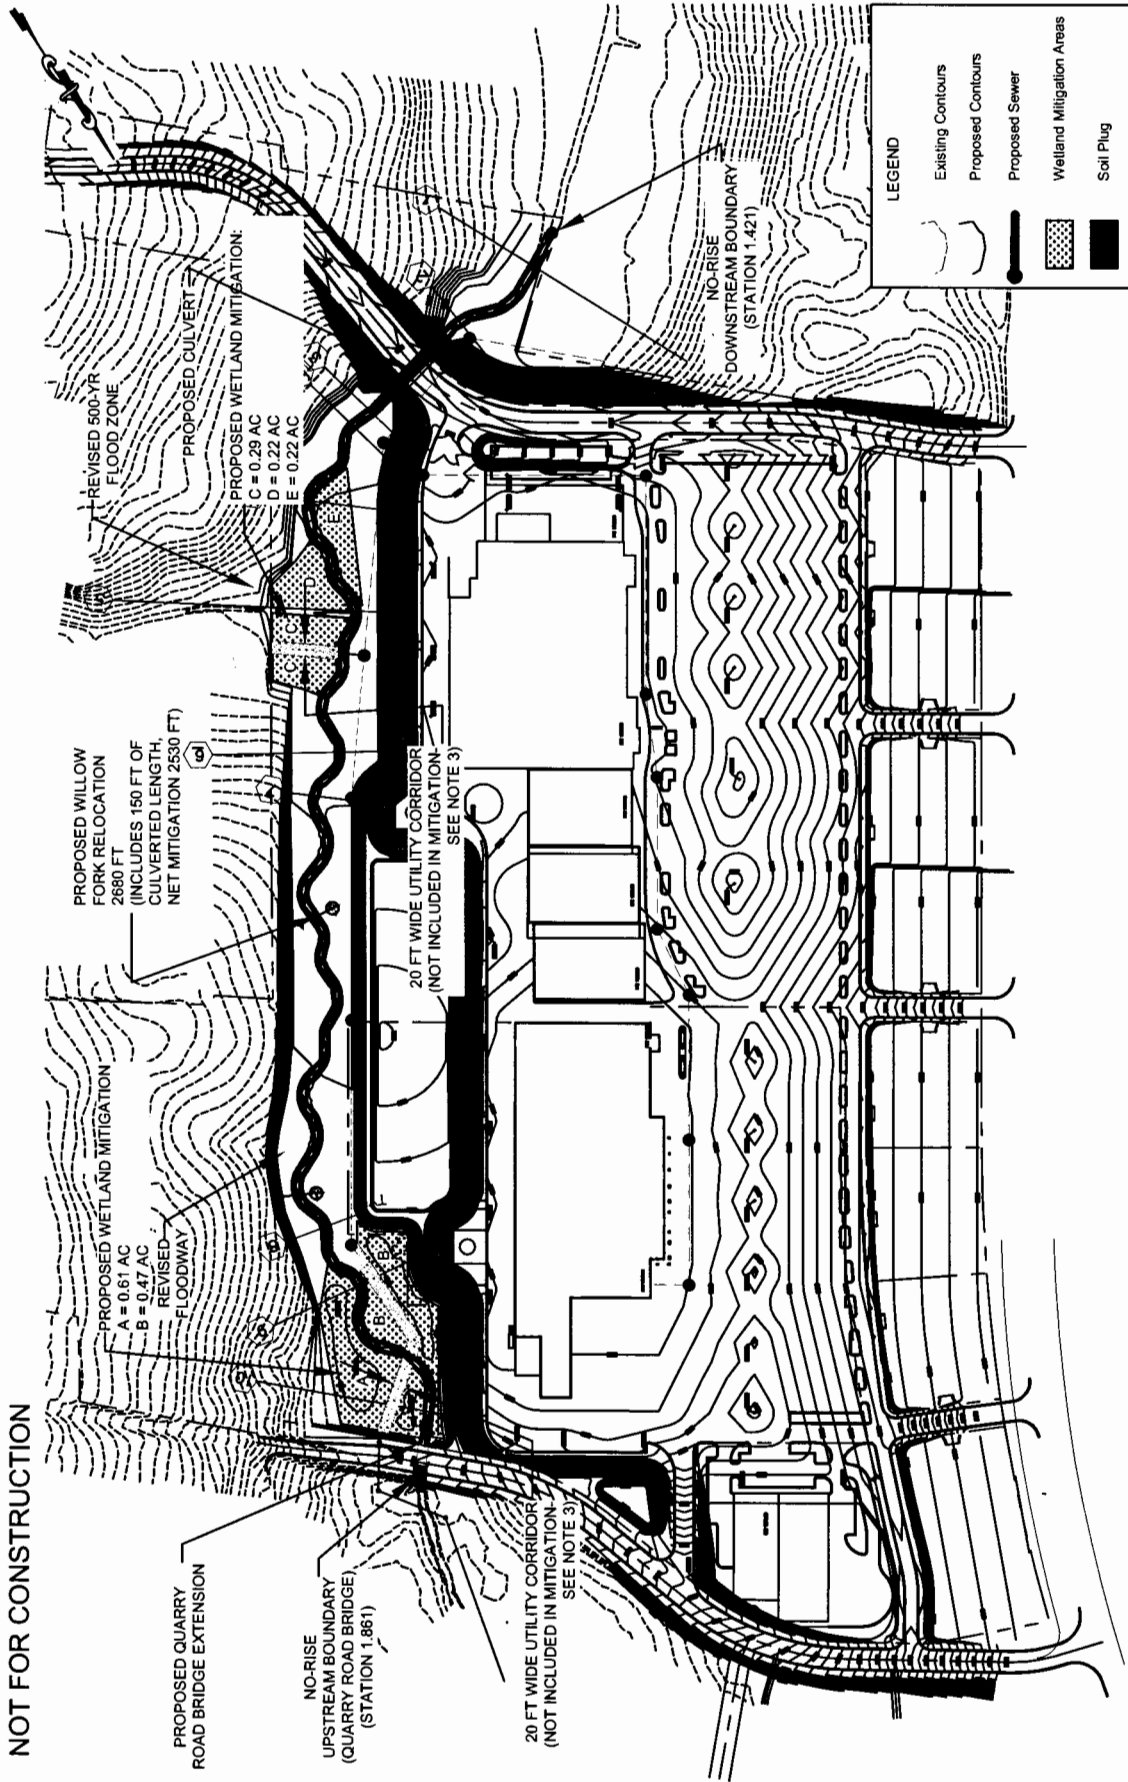 NOT FOR CONSTRUCTION
PROPOSED QUARRY
ROAD BRIDGE EXTENSION
NO-RISE
UPSTREAM BOUNDARY
(QUARRY ROAD BRIDGE)
(STATION 1.861)
20 FT WIDE UTILITY CORRIDOR
(NOT INCLUDED IN MITIGATION-
SEE NOTE 3)
PROPOSED WETLAND MITIGATION
A = 0.61 AC
B = 0.47 AC
REVISED
FLOODWAY
PROPOSED WILLOW
FORK RELOCATION
2680 FT
(INCLUDES 150 FT OF
CULVERTED LENGTH,
NET MITIGATION 2530 FT)
20 FT WIDE UTILITY CORRIDOR
(NOT INCLUDED IN MITIGATION-
SEE NOTE 3)
REVISED 500-YR
FLOOD ZONE
PROPOSED CULVERT
PROPOSED WETLAND MITIGATION:
C = 0.29 AC
D = 0.22 AC
E = 0.22 AC
B
B
C
C
D
E
NO-RISE
DOWNSTREAM BOUNDARY
(STATION 1.421)
LEGEND
Existing Contours
Proposed Contours
Proposed Sewer
Wetland Mitigation Areas
Soil Plug